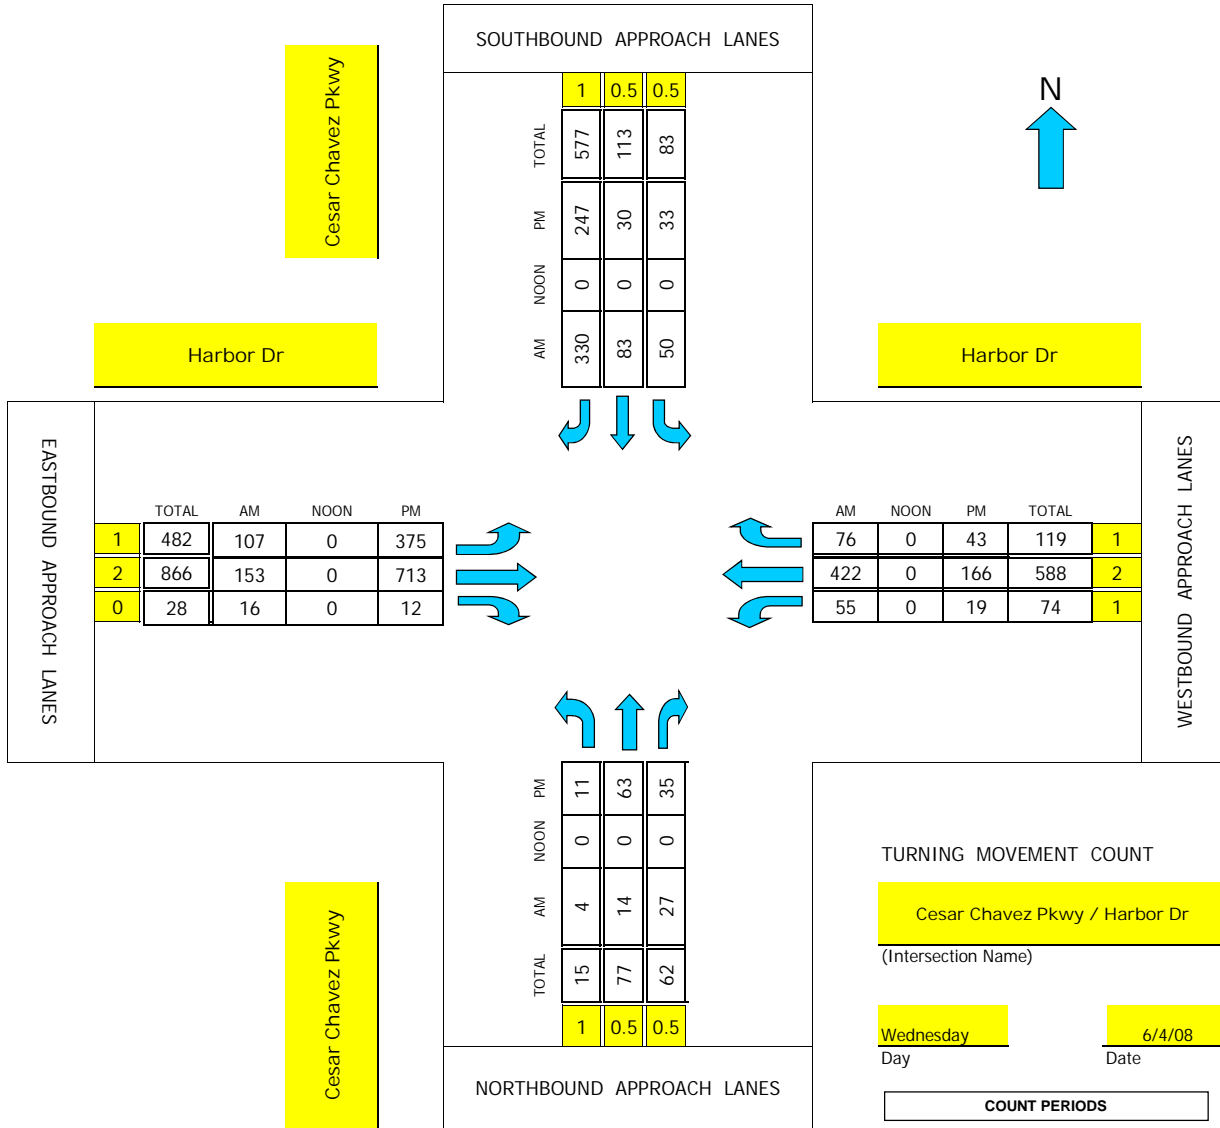 SOUTHBOUND APPROACH LANES
1 0.5 0.5
TOTAL 577 113 83
PM 247 30 33
NOON 0 0 0
AM 330 83 50
Cesar Chavez Pkwy
N
Harbor Dr
Harbor Dr
EASTBOUND APPROACH LANES
TOTAL AM NOON PM
1 482 107 0 375
2 866 153 0 713
0 28 16 0 12
AM NOON PM TOTAL
76 0 43 119 1
422 0 166 588 2
55 0 19 74 1
WESTBOUND APPROACH LANES
PM 11 63 35
NOON 0 0 0
AM 4 14 27
TOTAL 15 77 62
1 0.5 0.5
NORTHBOUND APPROACH LANES
Cesar Chavez Pkwy
TURNING MOVEMENT COUNT
Cesar Chavez Pkwy / Harbor Dr
(Intersection Name)
Wednesday 6/4/08
Day Date
COUNT PERIODS